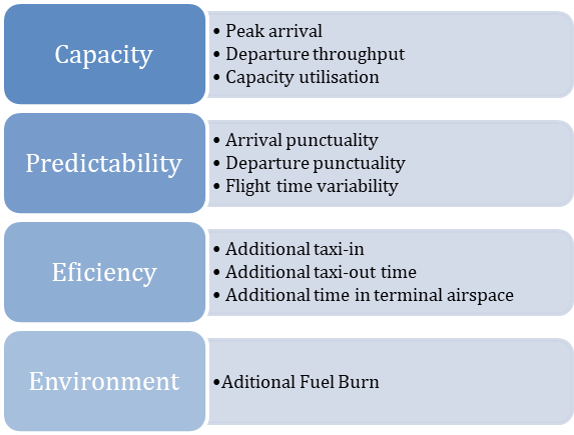 Capacity
• Peak arrival
• Departure throughput
• Capacity utilisation
Predictability
• Arrival punctuality
• Departure punctuality
• Flight time variability
Eficiency
• Additional taxi-in
• Additional taxi-out time
• Additional time in terminal airspace
Environment
•Aditional Fuel Burn